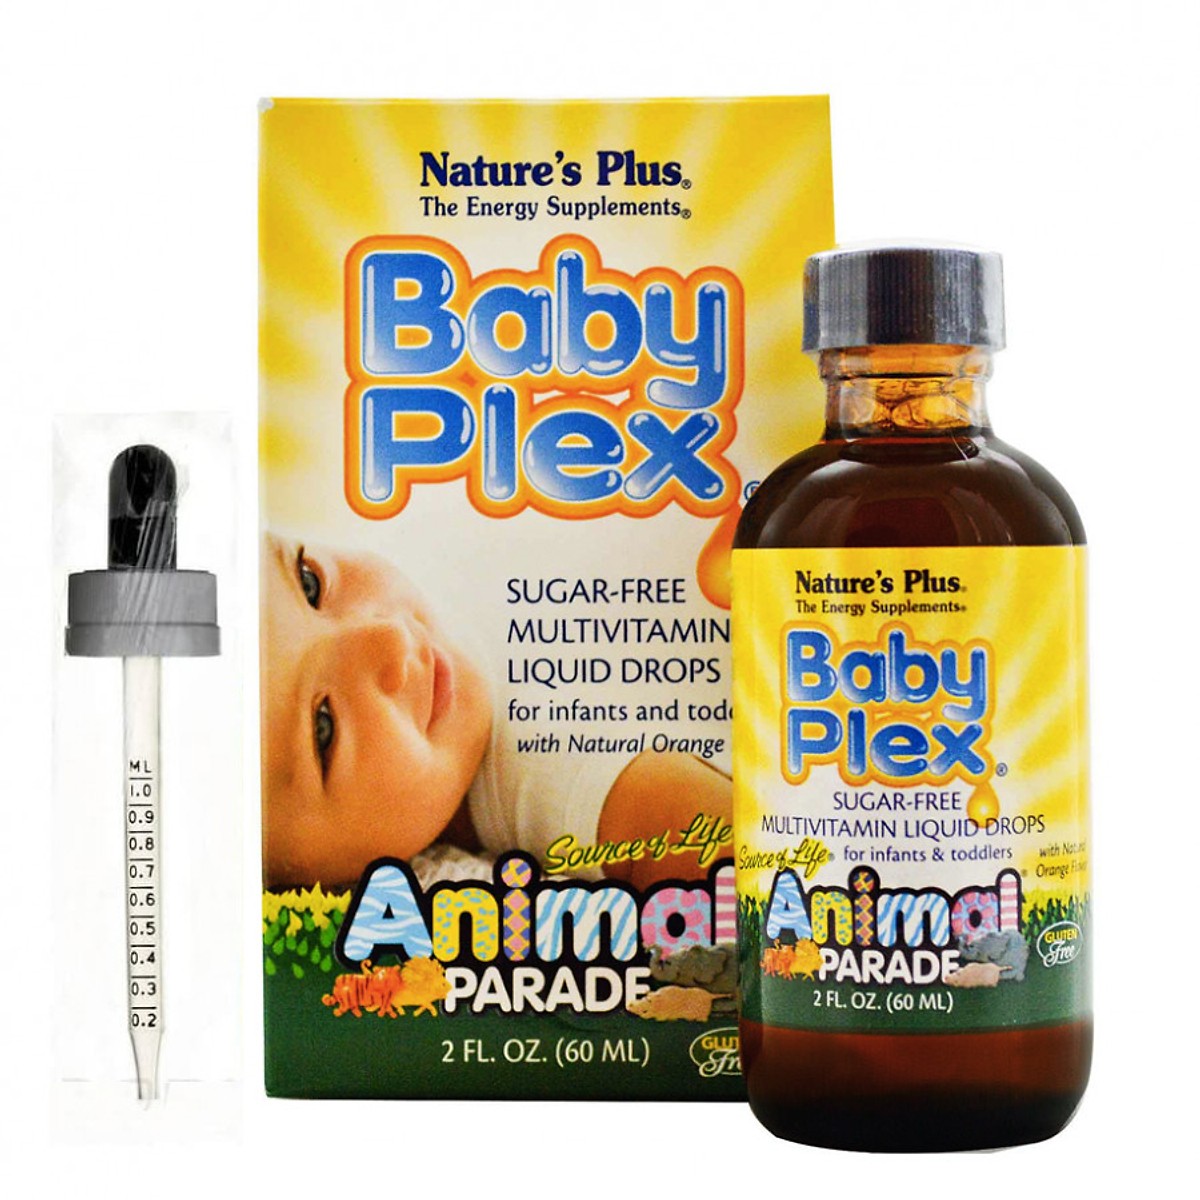 Nature's Plus®
The Energy Supplements®
Baby
Plex®
SUGAR-FREE
MULTIVITAMIN
LIQUID DROPS
for infants and
with Natural Orange
Source of Life
Animal
PARADE
2 FL. OZ. (60 ML)
ML
1.0
0.9
0.8
0.7
0.6
0.5
0.4
0.3
0.2
Nature's Plus®
The Energy Supplements®
Baby
Plex®
SUGAR-FREE
MULTIVITAMIN LIQUID DROPS
Source of Life® for infants & toddlers
with
Orange
Animal®
PARADE
GLUTEN
Free
2 FL. OZ. (60 ML)